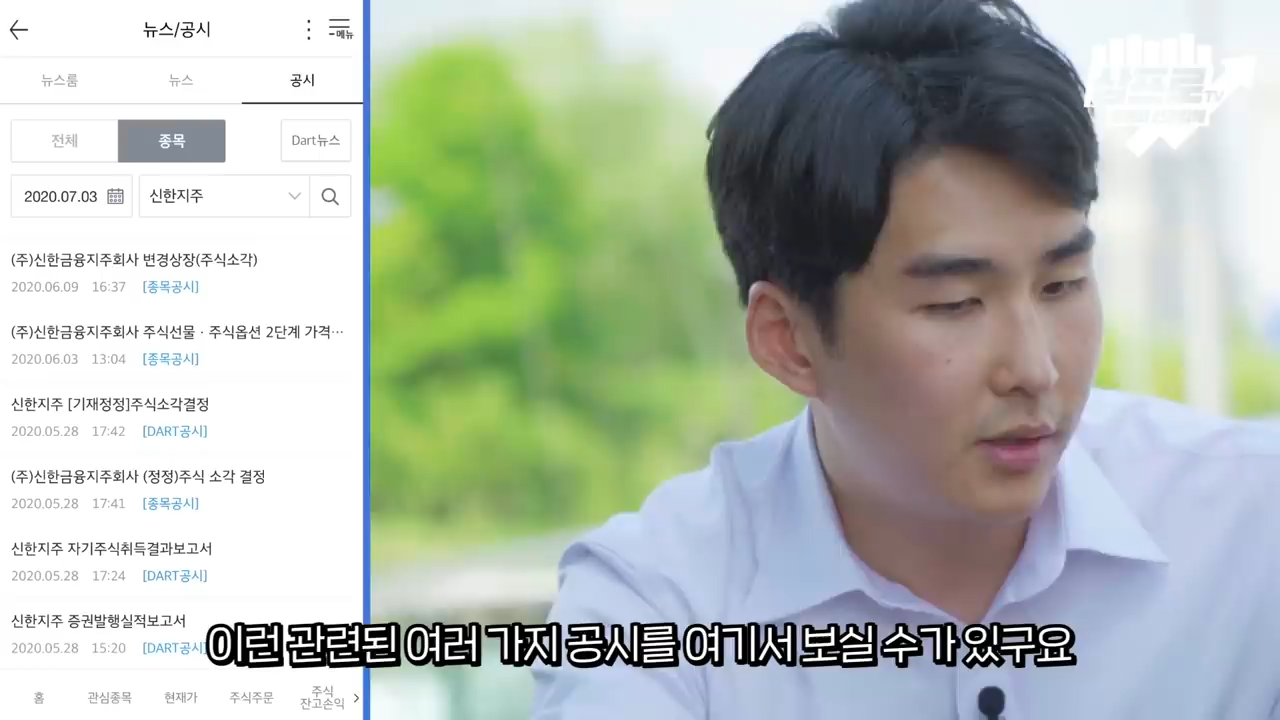 뉴스/공시
메뉴
뉴스룸 뉴스 공시
전체 종목 Dart뉴스
2020.07.03 신한지주
(주)신한금융지주회사 변경상장(주식소각)
2020.06.09 16:37 [종목공시]
(주)신한금융지주회사 주식선물 · 주식옵션 2단계 가격…
2020.06.03 13:04 [종목공시]
신한지주 [기재정정]주식소각결정
2020.05.28 17:42 [DART공시]
(주)신한금융지주회사 (정정)주식 소각 결정
2020.05.28 17:41 [종목공시]
신한지주 자기주식취득결과보고서
2020.05.28 17:24 [DART공시]
신한지주 증권발행실적보고서
2020.05.28 15:20 [DART공시]
이런 관련된 여러 가지 공시를 여기서 보실 수가 있구요
홈 관심종목 현재가 주식주문 주식
잔고손익
삼프로TV